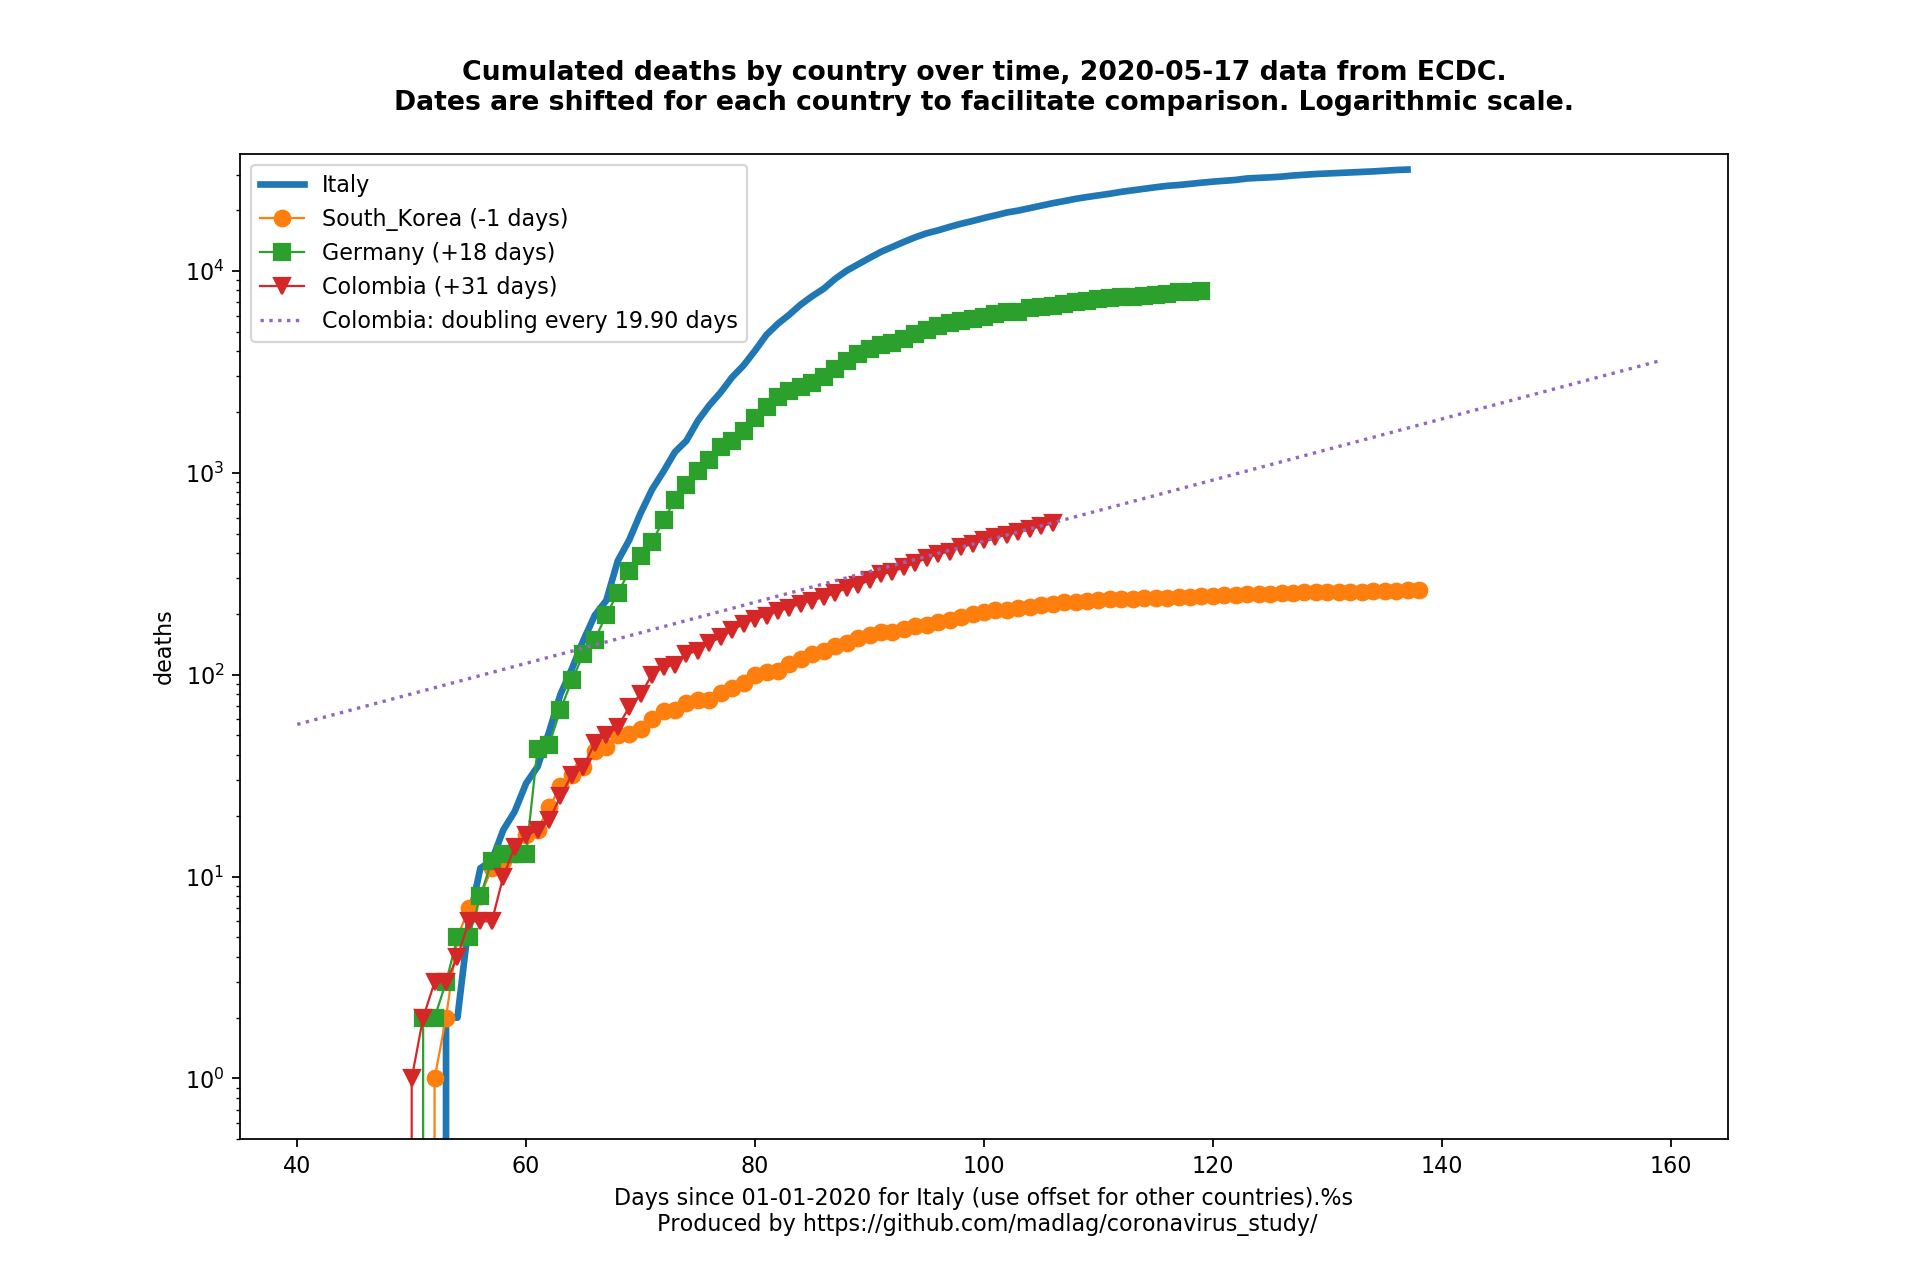 Cumulated deaths by country over time, 2020-05-17 data from ECDC.
Dates are shifted for each country to facilitate comparison. Logarithmic scale.
Italy
South_Korea (-1 days)
Germany (+18 days)
Colombia (+31 days)
Colombia: doubling every 19.90 days
deaths
10⁴
10³
10²
10¹
10⁰
40 60 80 100 120 140 160
Days since 01-01-2020 for Italy (use offset for other countries).%s
Produced by https://github.com/madlag/coronavirus_study/